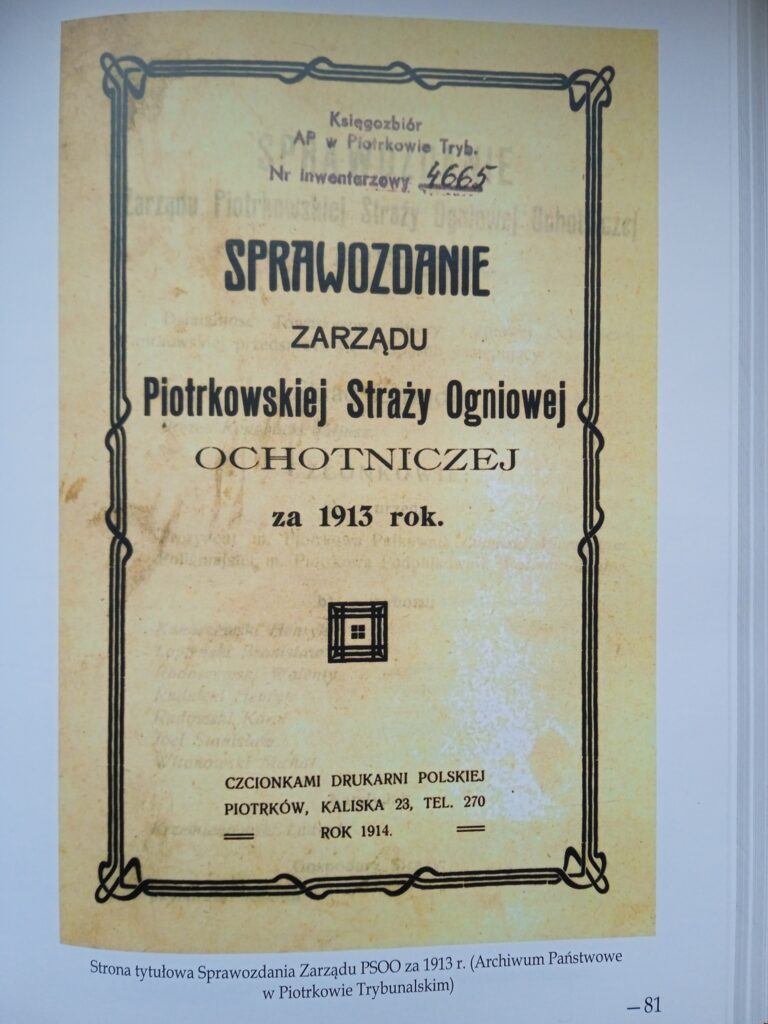 Księgozbiór
AP w Piotrkowie Tryb.
Nr Inwentarzowy 4665
SPRAWOZDANIE
ZARZĄDU
Piotrkowskiej Straży Ogniowej
OCHOTNICZEJ
za 1913 rok.
CZCIONKAMI DRUKARNI POLSKIEJ
PIOTRKÓW, KALISKA 23, TEL. 270
ROK 1914.
Strona tytułowa Sprawozdania Zarządu PSOO za 1913 r. (Archiwum Państwowe
w Piotrkowie Trybunalskim)
—81